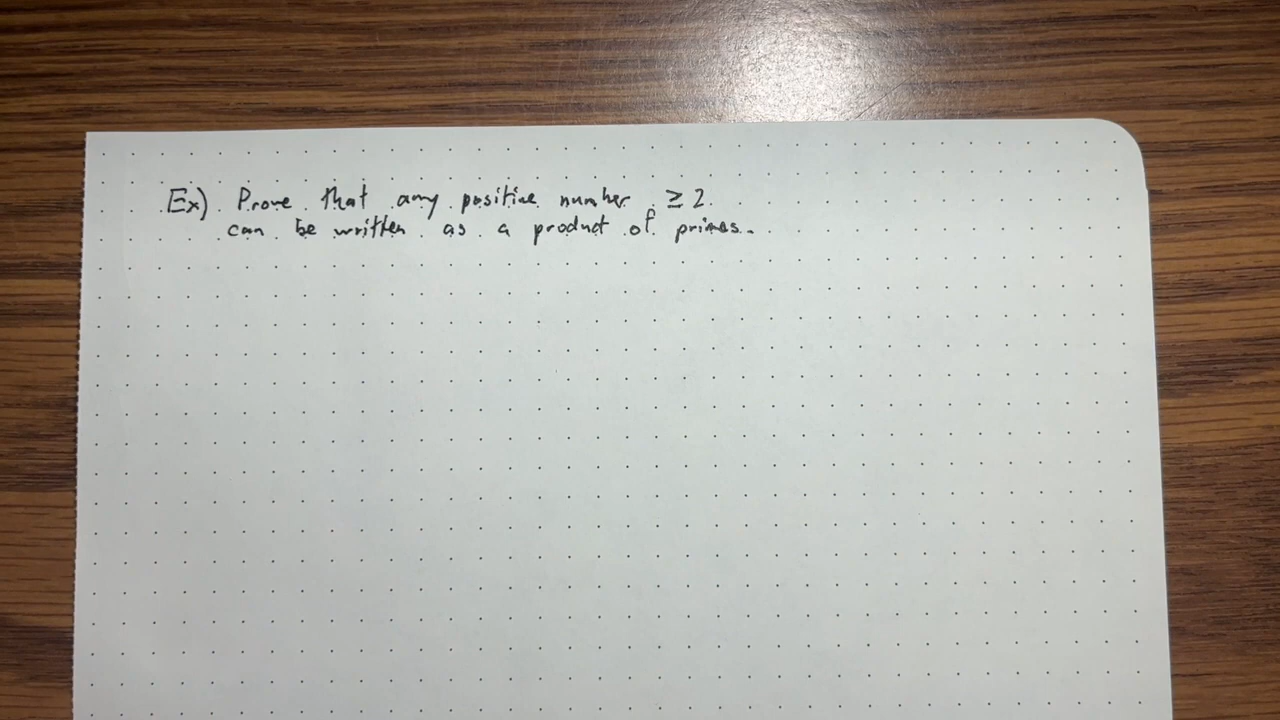 Ex) Prove that any positive number ≥ 2
can be written as a product of primes.